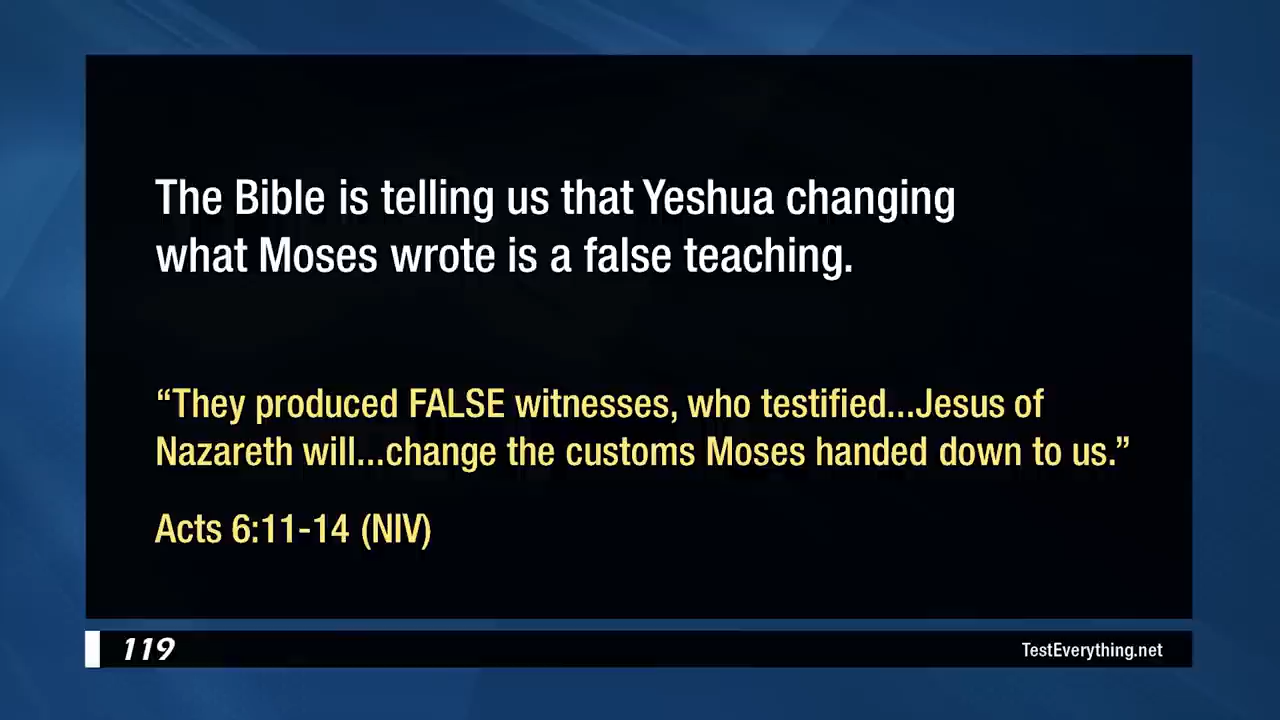 The Bible is telling us that Yeshua changing
what Moses wrote is a false teaching.
“They produced FALSE witnesses, who testified...Jesus of
Nazareth will...change the customs Moses handed down to us.”
Acts 6:11-14 (NIV)
119
TestEverything.net